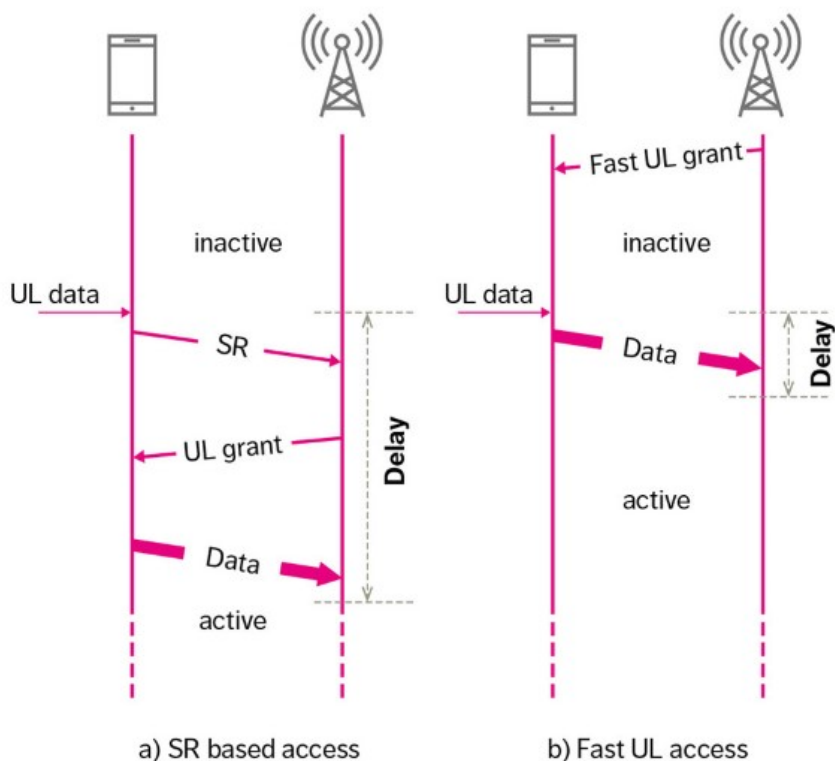 Fast UL grant
inactive
inactive
UL data
UL data
SR
Data
Delay
UL grant
Delay
active
Data
active
a) SR based access
b) Fast UL access